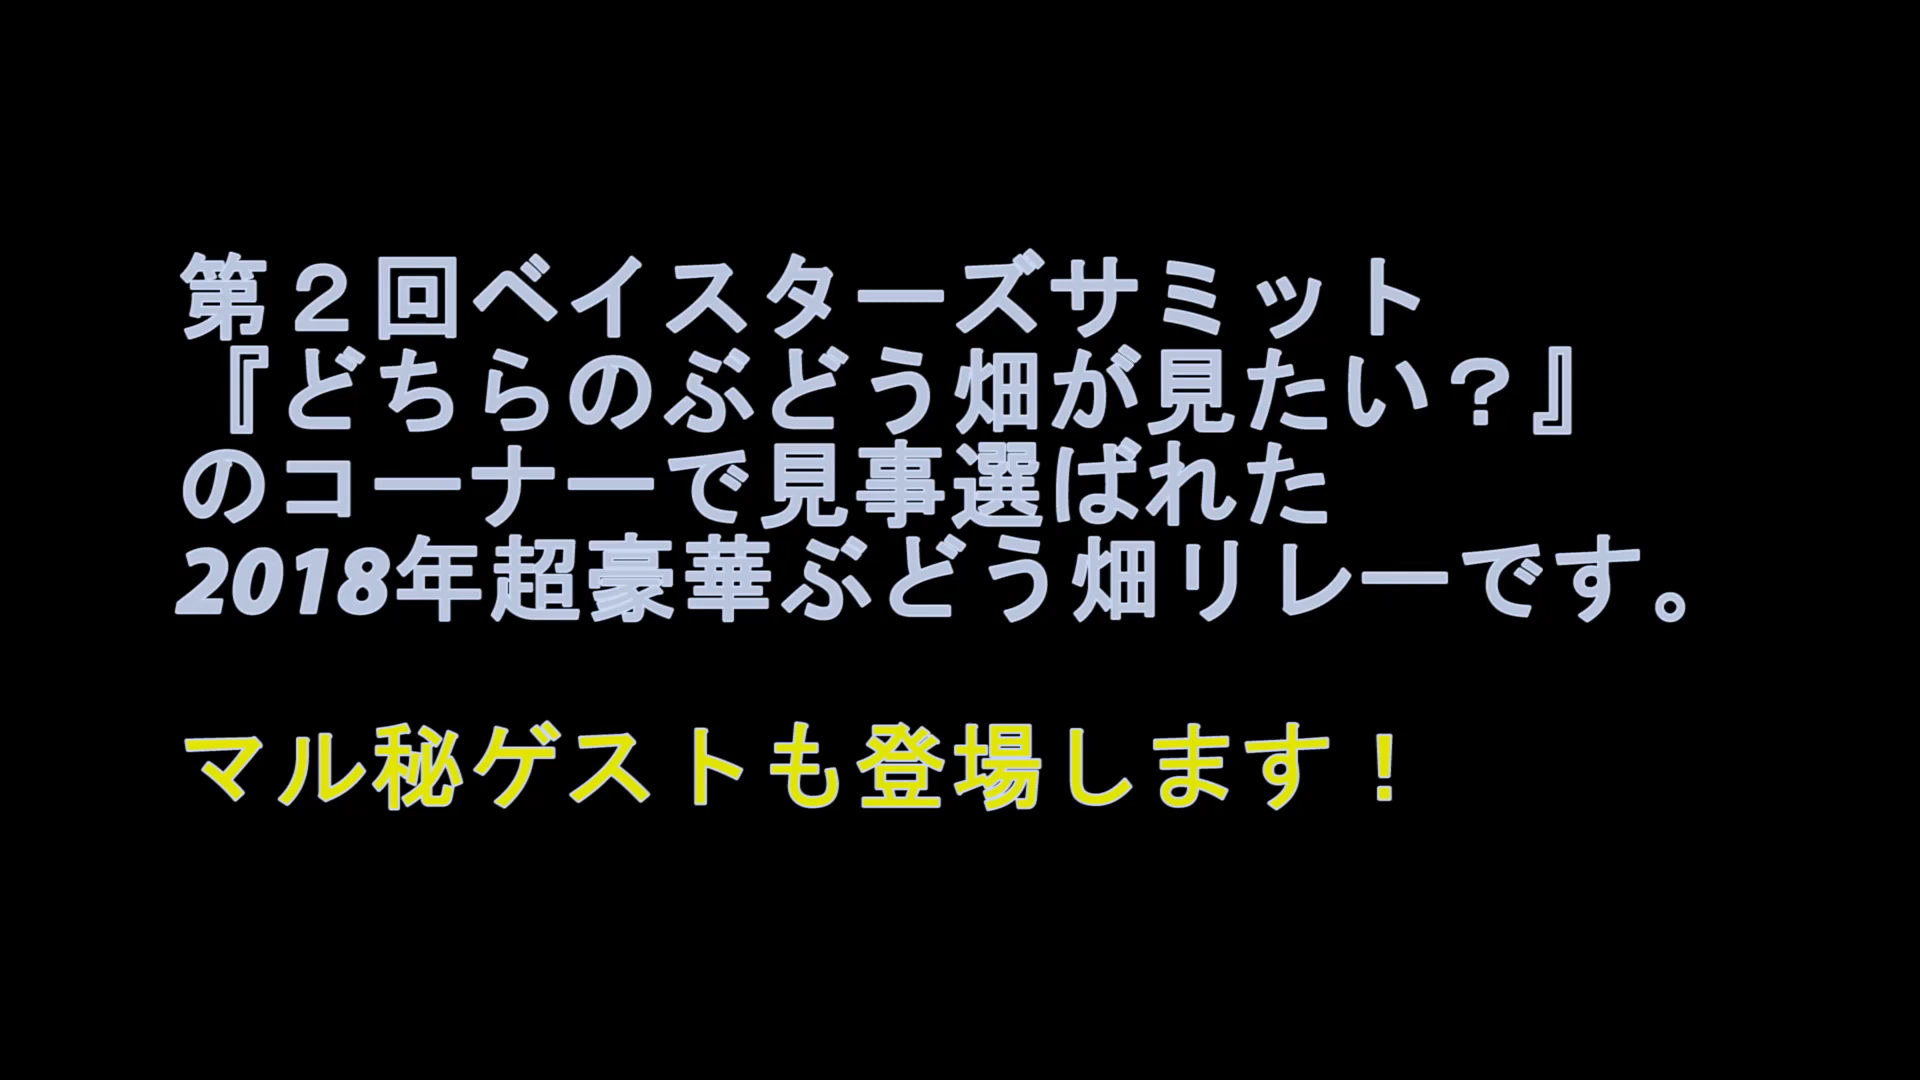 第２回ベイスターズサミット
『どちらのぶどう畑が見たい？』
のコーナーで見事選ばれた
2018年超豪華ぶどう畑リレーです。
マル秘ゲストも登場します！